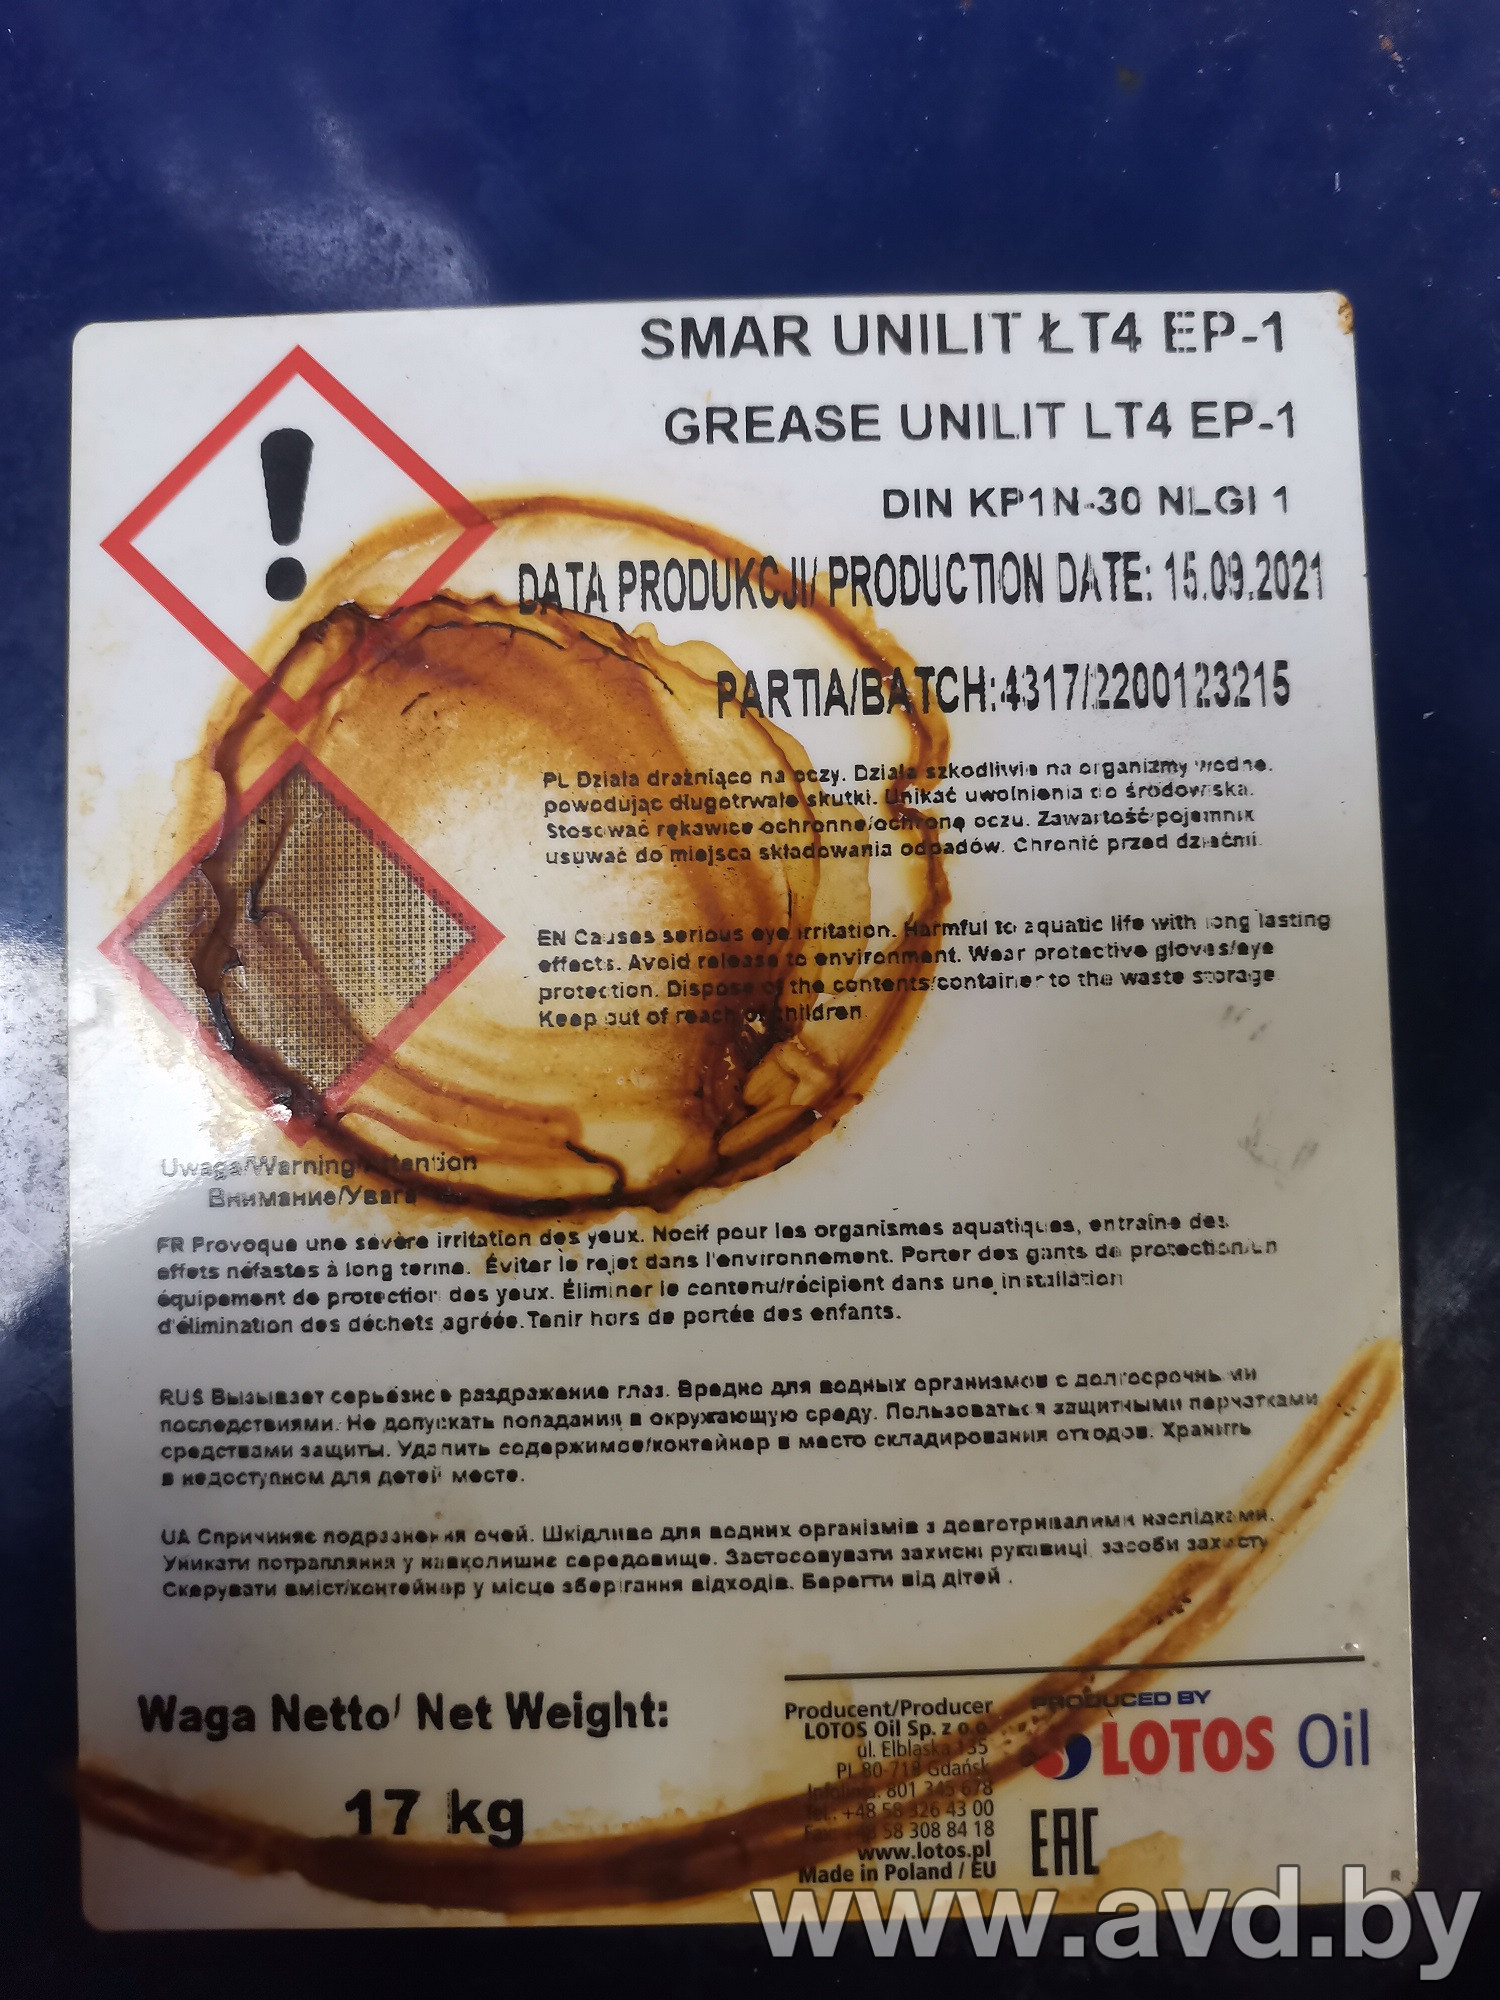 SMAR UNILIT ŁT4 EP-1
GREASE UNILIT LT4 EP-1
DIN KP1N-30 NLGI 1
DATA PRODUKCJI/ PRODUCTION DATE: 15.09.2021
PARTIA/BATCH:4317/2200123215
PL Działa drażniąco na oczy. Działa szkodliwie na organizmy wodne,
powodując długotrwałe skutki. Unikać uwolnienia do środowiska.
Stosować rękawice ochronne/ochronę oczu. Zawartość/pojemnik
usuwać do miejsca składowania odpadów. Chronić przed dziećmi.
EN Causes serious eye irritation. Harmful to aquatic life with long lasting
effects. Avoid release to environment. Wear protective gloves/eye
protection. Dispose of the contents/container to the waste storage.
Keep out of reach of children.
Uwaga/Warning/Attention
Внимание/Увага
FR Provoque une sévère irritation des yeux. Nocif pour les organismes aquatiques, entraîne des
effets néfastes à long terme. Éviter le rejet dans l'environnement. Porter des gants de protection/un
équipement de protection des yeux. Éliminer le contenu/récipient dans une installation
d'élimination des déchets agréée. Tenir hors de portée des enfants.
RUS Вызывает серьёзное раздражение глаз. Вредно для водных организмов с долгосрочными
последствиями. Не допускать попадания в окружающую среду. Пользоваться защитными перчатками
средствами защиты. Удалить содержимое/контейнер в место складирования отходов. Хранить
в недоступном для детей месте.
UA Спричиняє подразнення очей. Шкідливо для водних організмів з довготривалими наслідками.
Уникати потрапляння у навколишнє середовище. Застосовувати захисні рукавиці, засоби захисту
Скерувати вміст/контейнер у місце зберігання відходів. Берегти від дітей.
Waga Netto/ Net Weight:
17 kg
Producent/Producer
LOTOS Oil Sp. z o.o.
ul. Elbląska 135
PL 80-718 Gdańsk
Infolinia: 801 345 678
tel.: +48 58 326 43 00
Fax: +48 58 308 84 18
www.lotos.pl
Made in Poland / EU
PRODUCED BY
LOTOS Oil
EAC
R
www.avd.by